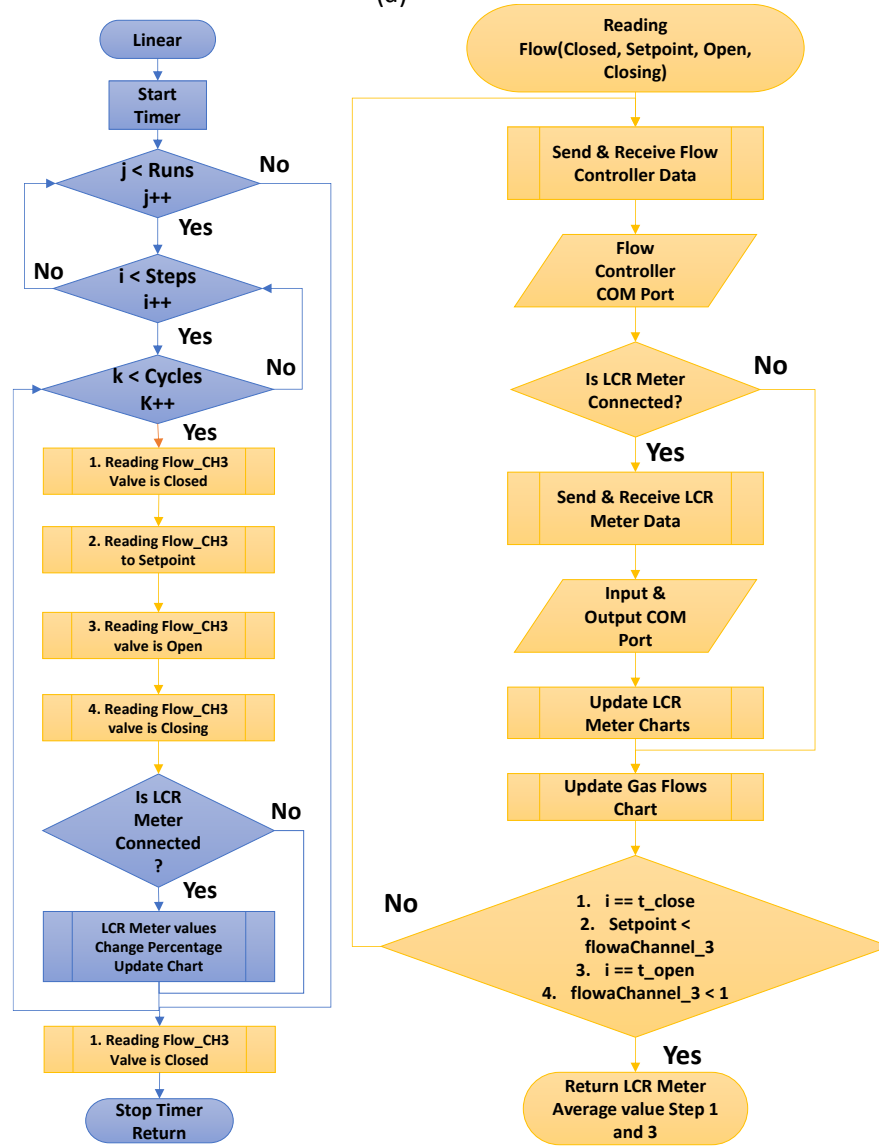 Linear
Start
Timer
j < Runs
j++
No
Yes
i < Steps
i++
No
Yes
k < Cycles
K++
No
Yes
1. Reading Flow_CH3
Valve is Closed
2. Reading Flow_CH3
to Setpoint
3. Reading Flow_CH3
valve is Open
4. Reading Flow_CH3
valve is Closing
Is LCR
Meter
Connected
?
No
Yes
LCR Meter values
Change Percentage
Update Chart
1. Reading Flow_CH3
Valve is Closed
Stop Timer
Return
Reading
Flow(Closed, Setpoint, Open,
Closing)
Send & Receive Flow
Controller Data
Flow
Controller
COM Port
Is LCR Meter
Connected?
No
Yes
Send & Receive LCR
Meter Data
Input &
Output COM
Port
Update LCR
Meter Charts
Update Gas Flows
Chart
No
1. i == t_close
2. Setpoint <
flowaChannel_3
3. i == t_open
4. flowaChannel_3 < 1
Yes
Return LCR Meter
Average value Step 1
and 3